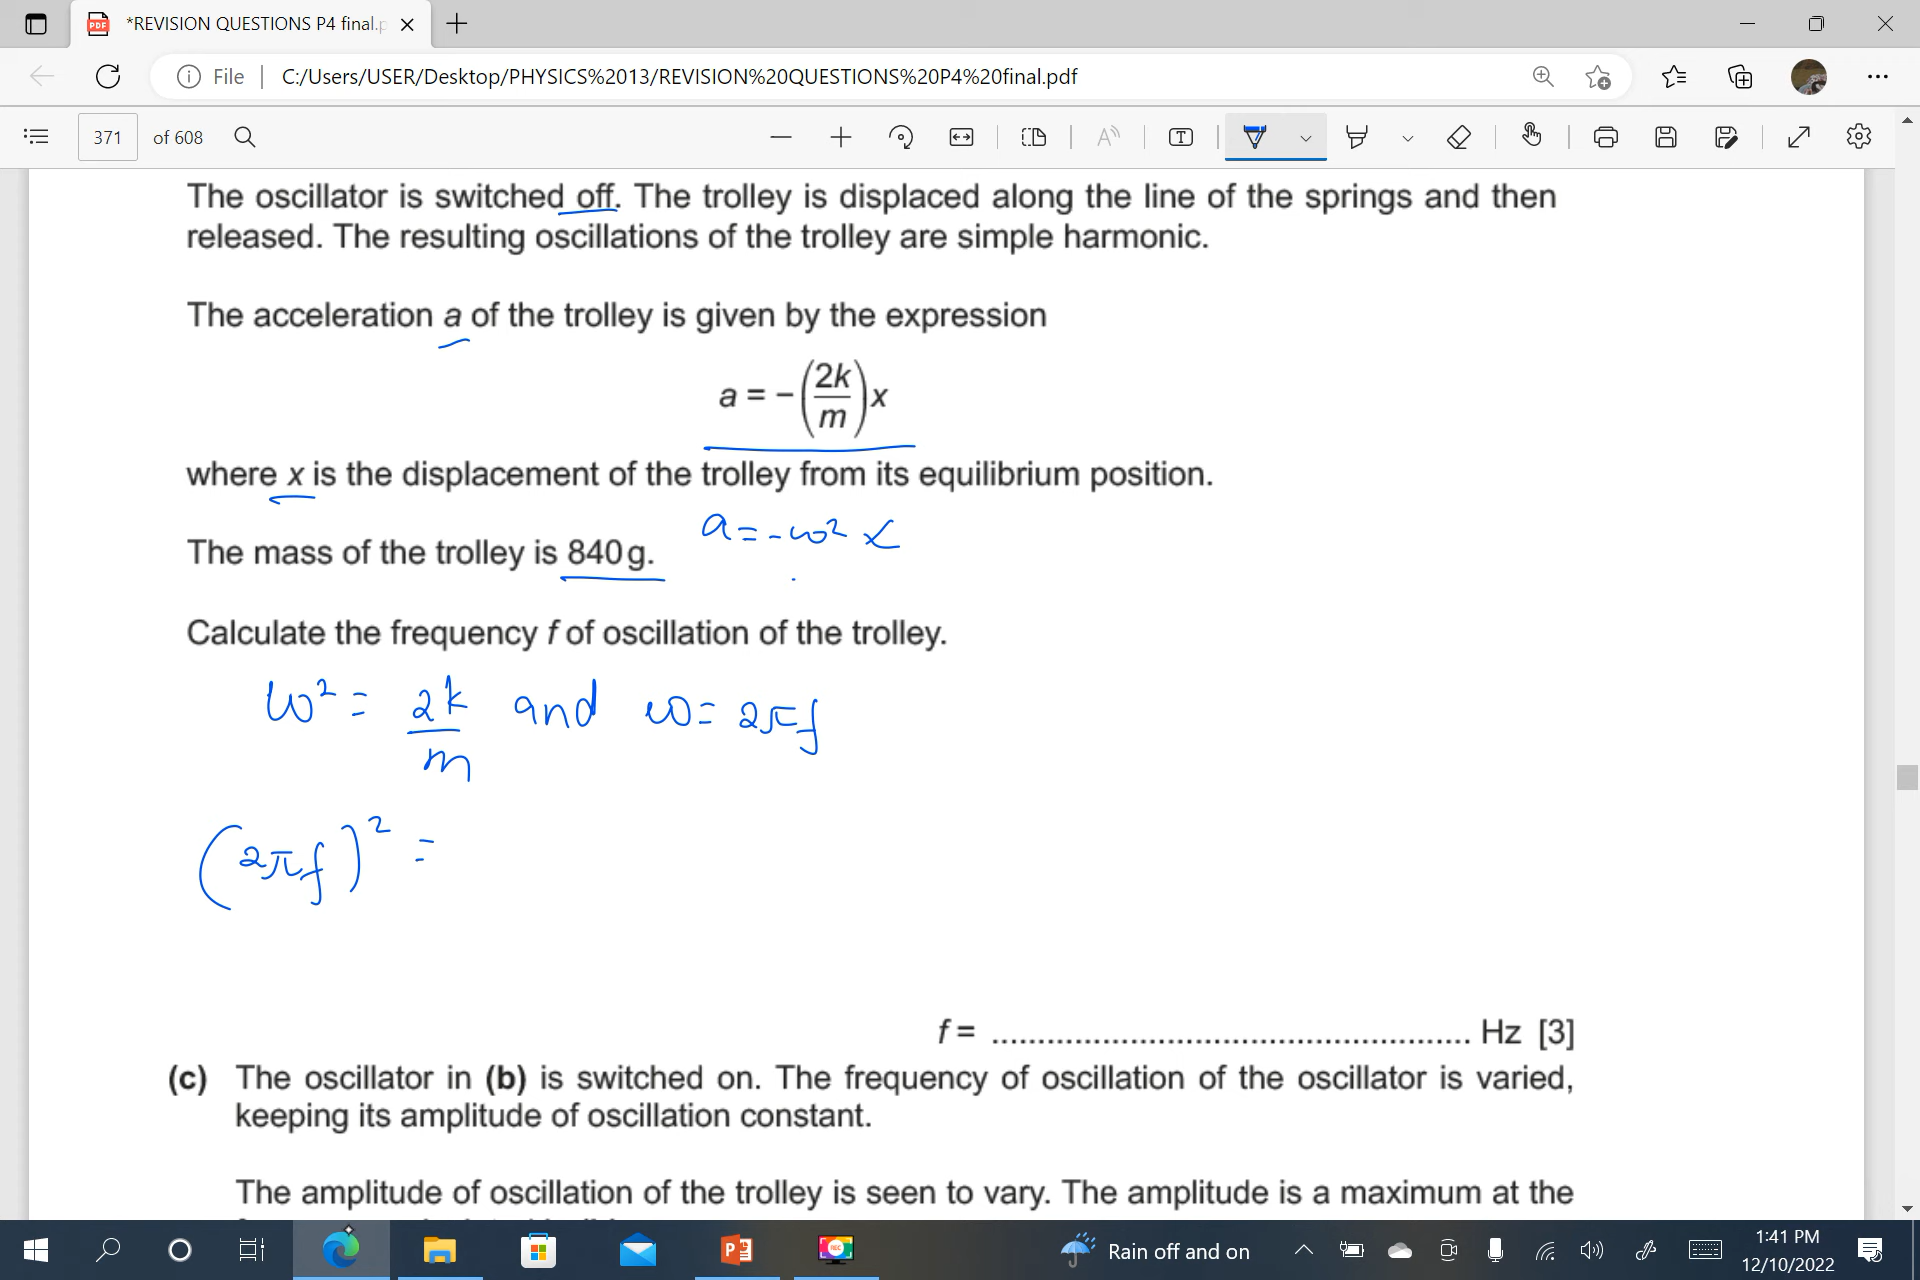 *REVISION QUESTIONS P4 final.p
File
C:/Users/USER/Desktop/PHYSICS%2013/REVISION%20QUESTIONS%20P4%20final.pdf
371 of 608
The oscillator is switched off. The trolley is displaced along the line of the springs and then
released. The resulting oscillations of the trolley are simple harmonic.
The acceleration a of the trolley is given by the expression
a = −(2k/m)x
where x is the displacement of the trolley from its equilibrium position.
a = -ω² x
The mass of the trolley is 840 g.
Calculate the frequency f of oscillation of the trolley.
ω² = 2k/m and ω = 2πf
(2πf)² =
f = ................................................... Hz [3]
(c) The oscillator in (b) is switched on. The frequency of oscillation of the oscillator is varied,
keeping its amplitude of oscillation constant.
The amplitude of oscillation of the trolley is seen to vary. The amplitude is a maximum at the
Rain off and on
1:41 PM
12/10/2022